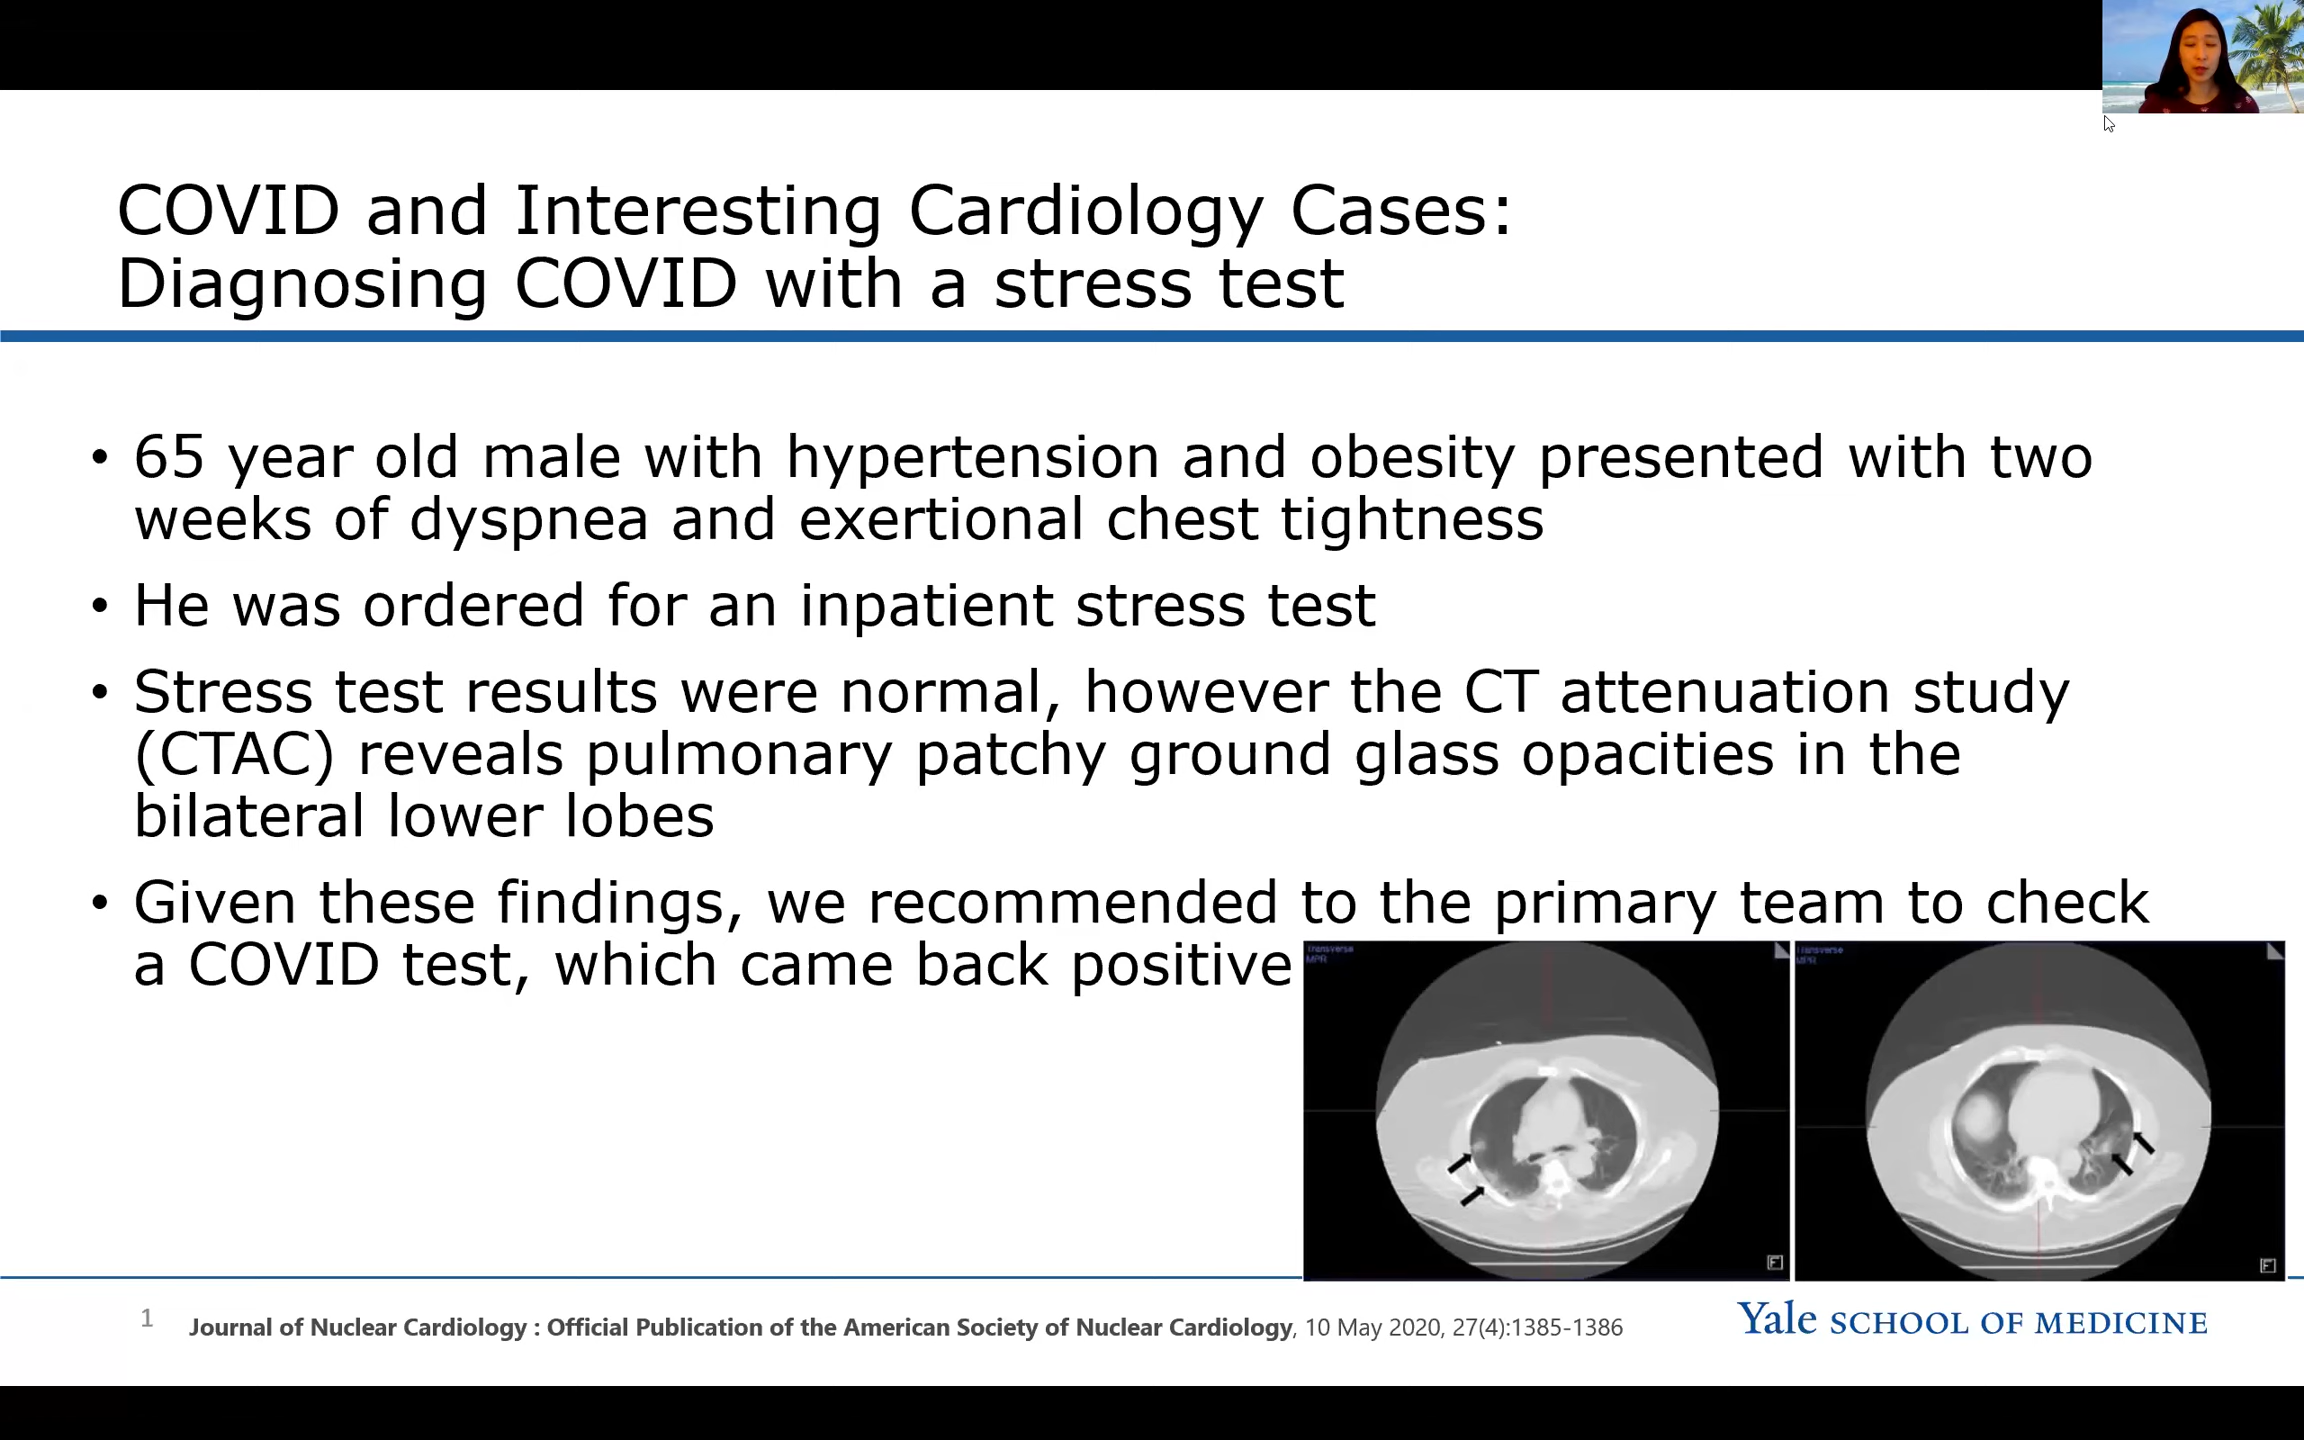 COVID and Interesting Cardiology Cases:
Diagnosing COVID with a stress test
• 65 year old male with hypertension and obesity presented with two
weeks of dyspnea and exertional chest tightness
• He was ordered for an inpatient stress test
• Stress test results were normal, however the CT attenuation study
(CTAC) reveals pulmonary patchy ground glass opacities in the
bilateral lower lobes
• Given these findings, we recommended to the primary team to check
a COVID test, which came back positive
Transverse
MPR
F
Transverse
MPR
F
1
Journal of Nuclear Cardiology : Official Publication of the American Society of Nuclear Cardiology, 10 May 2020, 27(4):1385-1386
Yale SCHOOL OF MEDICINE